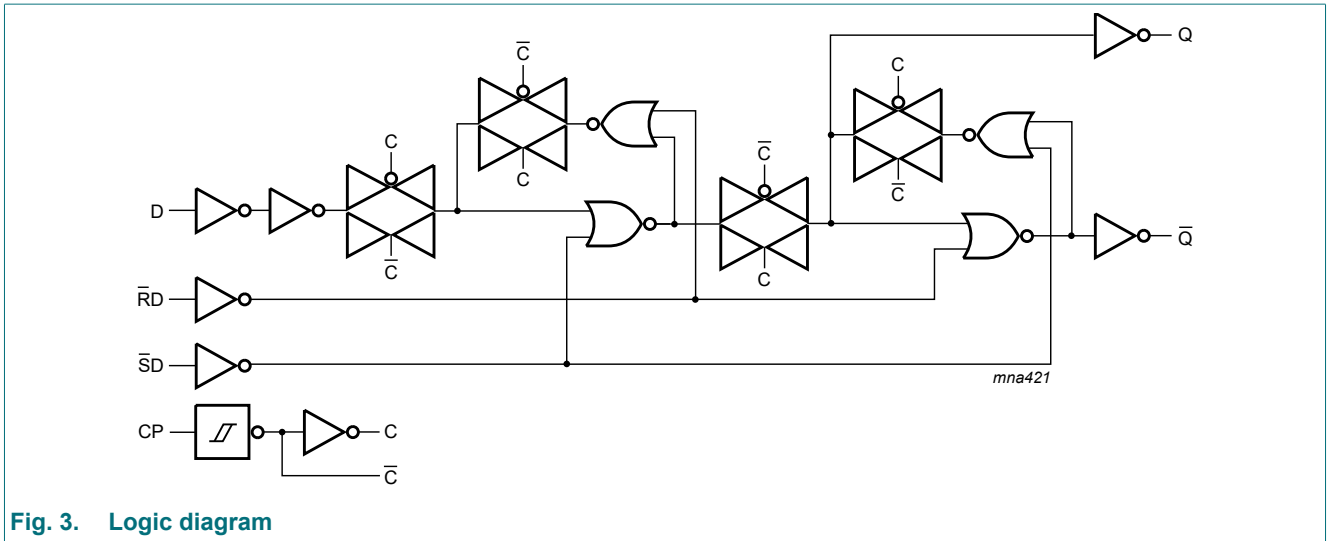 Q
C̅
C
C
C̅
C
C
C̅
D
C̅
C̅
C
Q̅
R̅D
S̅D
mna421
CP
C
C̅
Fig. 3. Logic diagram